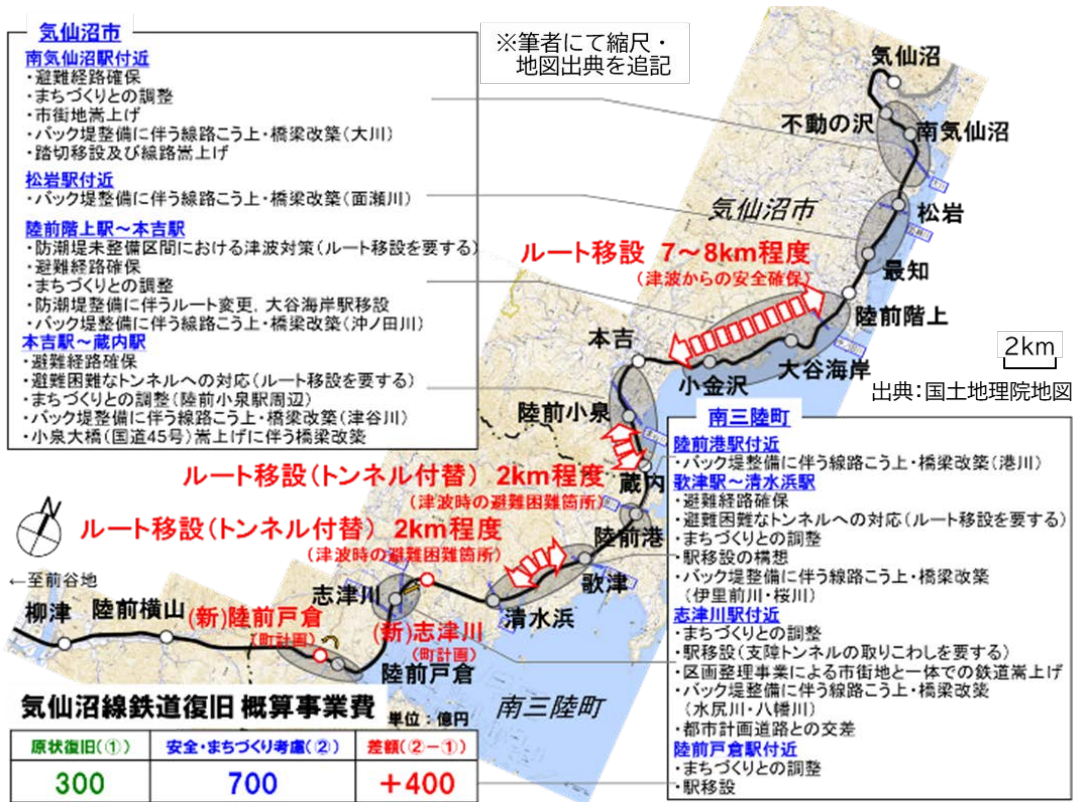 気仙沼市
南気仙沼駅付近
・避難経路確保
・まちづくりとの調整
・市街地嵩上げ
・バック堤整備に伴う線路こう上・橋梁改築(大川)
・踏切移設及び線路嵩上げ
松岩駅付近
・バック堤整備に伴う線路こう上・橋梁改築(面瀬川)
陸前階上駅～本吉駅
・防潮堤未整備区間における津波対策(ルート移設を要する)
・避難経路確保
・まちづくりとの調整
・防潮堤整備に伴うルート変更, 大谷海岸駅移設
・バック堤整備に伴う線路こう上・橋梁改築(沖ノ田川)
本吉駅～蔵内駅
・避難経路確保
・避難困難なトンネルへの対応(ルート移設を要する)
・まちづくりとの調整(陸前小泉駅周辺)
・バック堤整備に伴う線路こう上・橋梁改築(津谷川)
・小泉大橋(国道45号)嵩上げに伴う橋梁改築
※筆者にて縮尺・
地図出典を追記
気仙沼
不動の沢
南気仙沼
気仙沼市
松岩
最知
ルート移設 7～8km程度
(津波からの安全確保)
陸前階上
大谷海岸
小金沢
本吉
2km
出典：国土地理院地図
陸前小泉
蔵内
ルート移設(トンネル付替) 2km程度
(津波時の避難困難箇所)
陸前港
ルート移設(トンネル付替) 2km程度
(津波時の避難困難箇所)
歌津
清水浜
志津川
(新)志津川
(町計画)
N
←至前谷地
柳津
陸前横山
(新)陸前戸倉
(町計画)
陸前戸倉
南三陸町
南三陸町
陸前港駅付近
・バック堤整備に伴う線路こう上・橋梁改築(港川)
歌津駅～清水浜駅
・避難経路確保
・避難困難なトンネルへの対応(ルート移設を要する)
・まちづくりとの調整
・駅移設の構想
・バック堤整備に伴う線路こう上・橋梁改築
(伊里前川・桜川)
志津川駅付近
・まちづくりとの調整
・駅移設(支障トンネルの取りこわしを要する)
・区画整理事業による市街地と一体での鉄道嵩上げ
・バック堤整備に伴う線路こう上・橋梁改築
(水尻川・八幡川)
・都市計画道路との交差
陸前戸倉駅付近
・まちづくりとの調整
・駅移設
気仙沼線鉄道復旧 概算事業費
単位：億円
原状復旧(①) 安全・まちづくり考慮(②) 差額(②－①)
300 700 +400